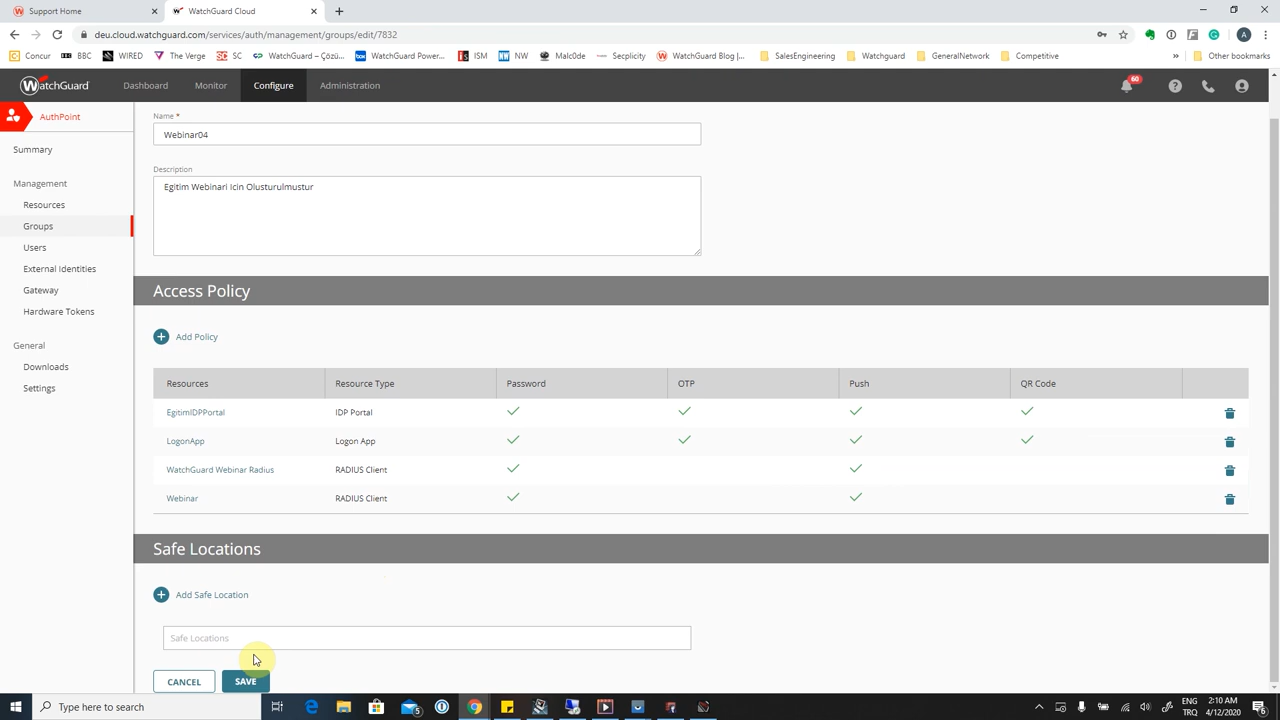 Support Home
WatchGuard Cloud
deu.cloud.watchguard.com/services/auth/management/groups/edit/7832
Concur
BBC
WIRED
The Verge
SC
WatchGuard – Çözü...
WatchGuard Power...
ISM
NW
Malc0de
Secplicity
WatchGuard Blog |...
SalesEngineering
Watchguard
GeneralNetwork
Competitive
»
Other bookmarks
WatchGuard
Dashboard
Monitor
Configure
Administration
60
AuthPoint
Summary
Management
Resources
Groups
Users
External Identities
Gateway
Hardware Tokens
General
Downloads
Settings
Name *
Webinar04
Description
Egitim Webinari Icin Olusturulmustur
Access Policy
Add Policy
Resources Resource Type Password OTP Push QR Code
EgitimIDPPortal IDP Portal
LogonApp Logon App
WatchGuard Webinar Radius RADIUS Client
Webinar RADIUS Client
Safe Locations
Add Safe Location
Safe Locations
CANCEL
SAVE
Type here to search
5
ENG
TRQ
2:10 AM
4/12/2020
6